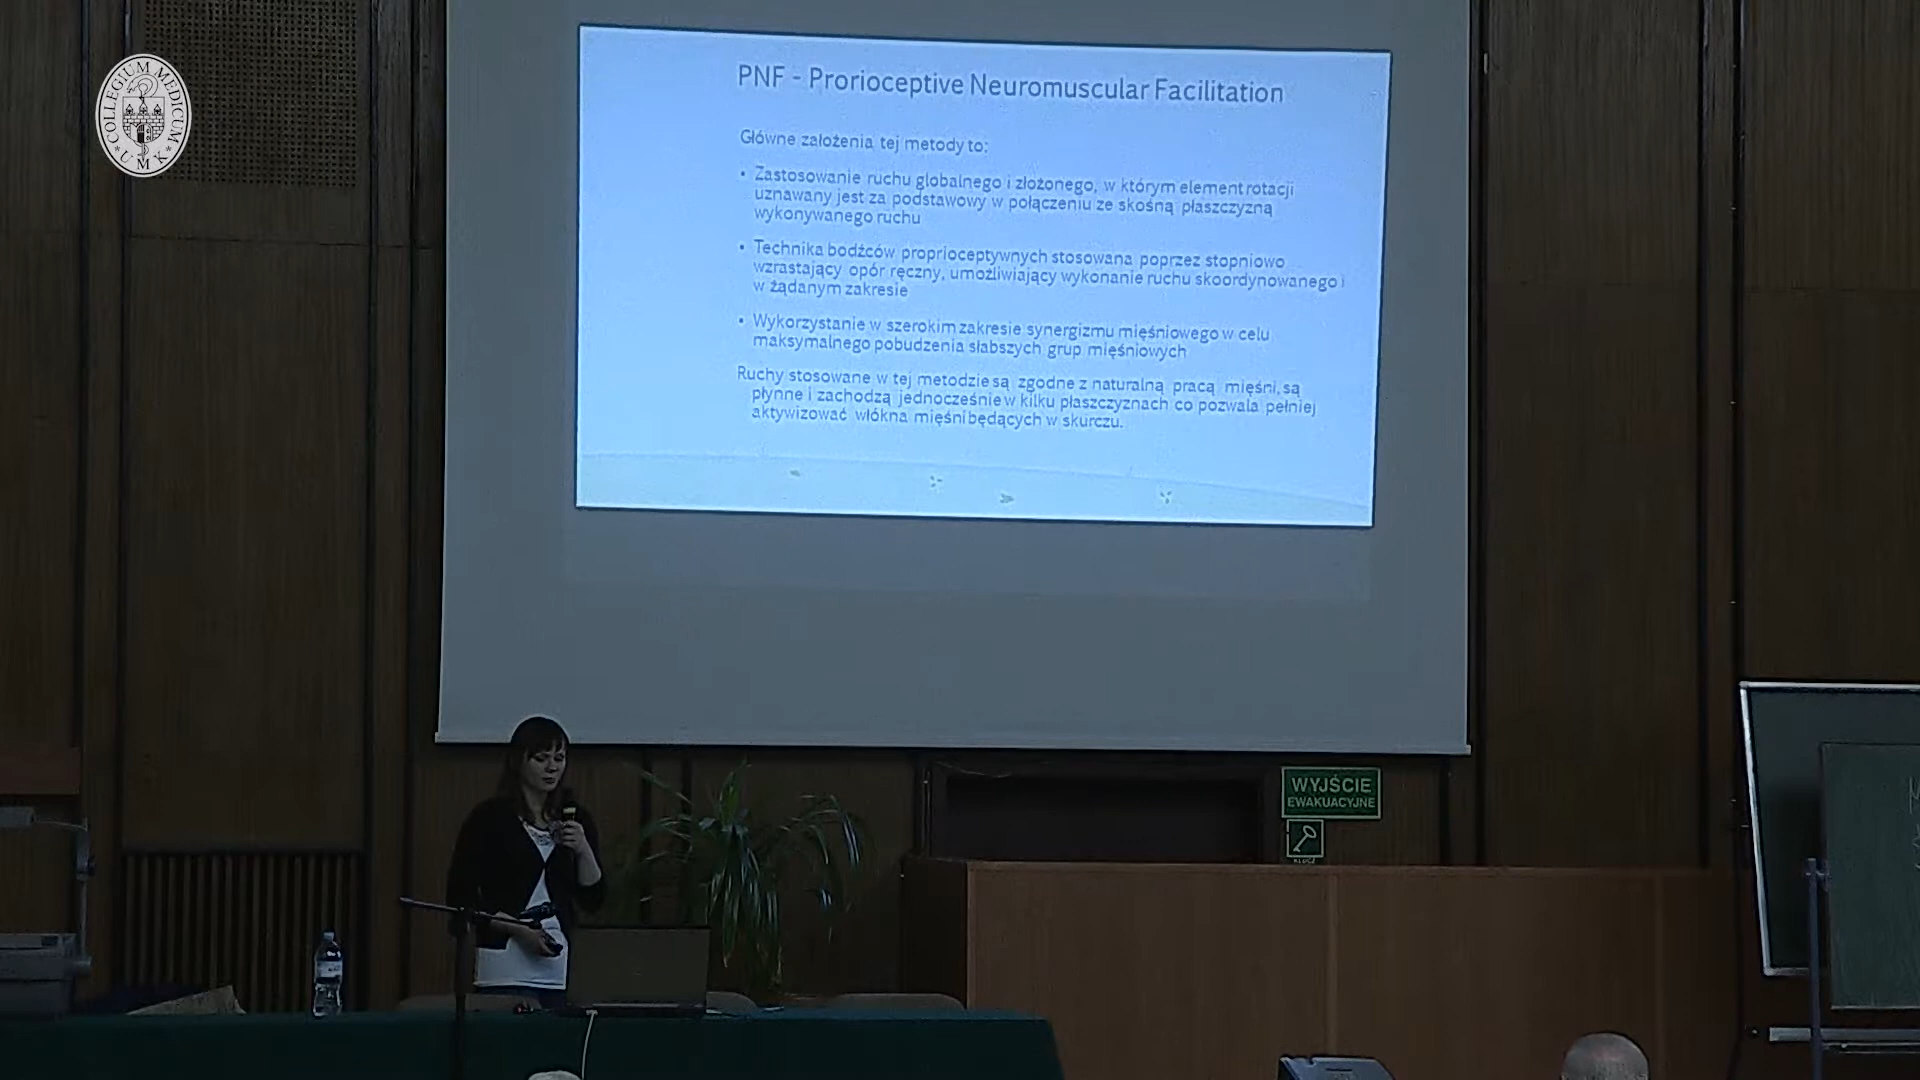 COLLEGIUM MEDICUM
UMK
PNF - Prorioceptive Neuromuscular Facilitation
Główne założenia tej metody to:
• Zastosowanie ruchu globalnego i złożonego, w którym element rotacji
uznawany jest za podstawowy w połączeniu ze skośną płaszczyzną
wykonywanego ruchu
• Technika bodźców proprioceptywnych stosowana poprzez stopniowo
wzrastający opór ręczny, umożliwiający wykonanie ruchu skoordynowanego i
w żądanym zakresie
• Wykorzystanie w szerokim zakresie synergizmu mięśniowego w celu
maksymalnego pobudzenia słabszych grup mięśniowych
Ruchy stosowane w tej metodzie są zgodne z naturalną pracą mięśni, są
płynne i zachodzą jednocześnie w kilku płaszczyznach co pozwala pełniej
aktywizować włókna mięśni będących w skurczu.
WYJŚCIE
EWAKUACYJNE
KLUCZ